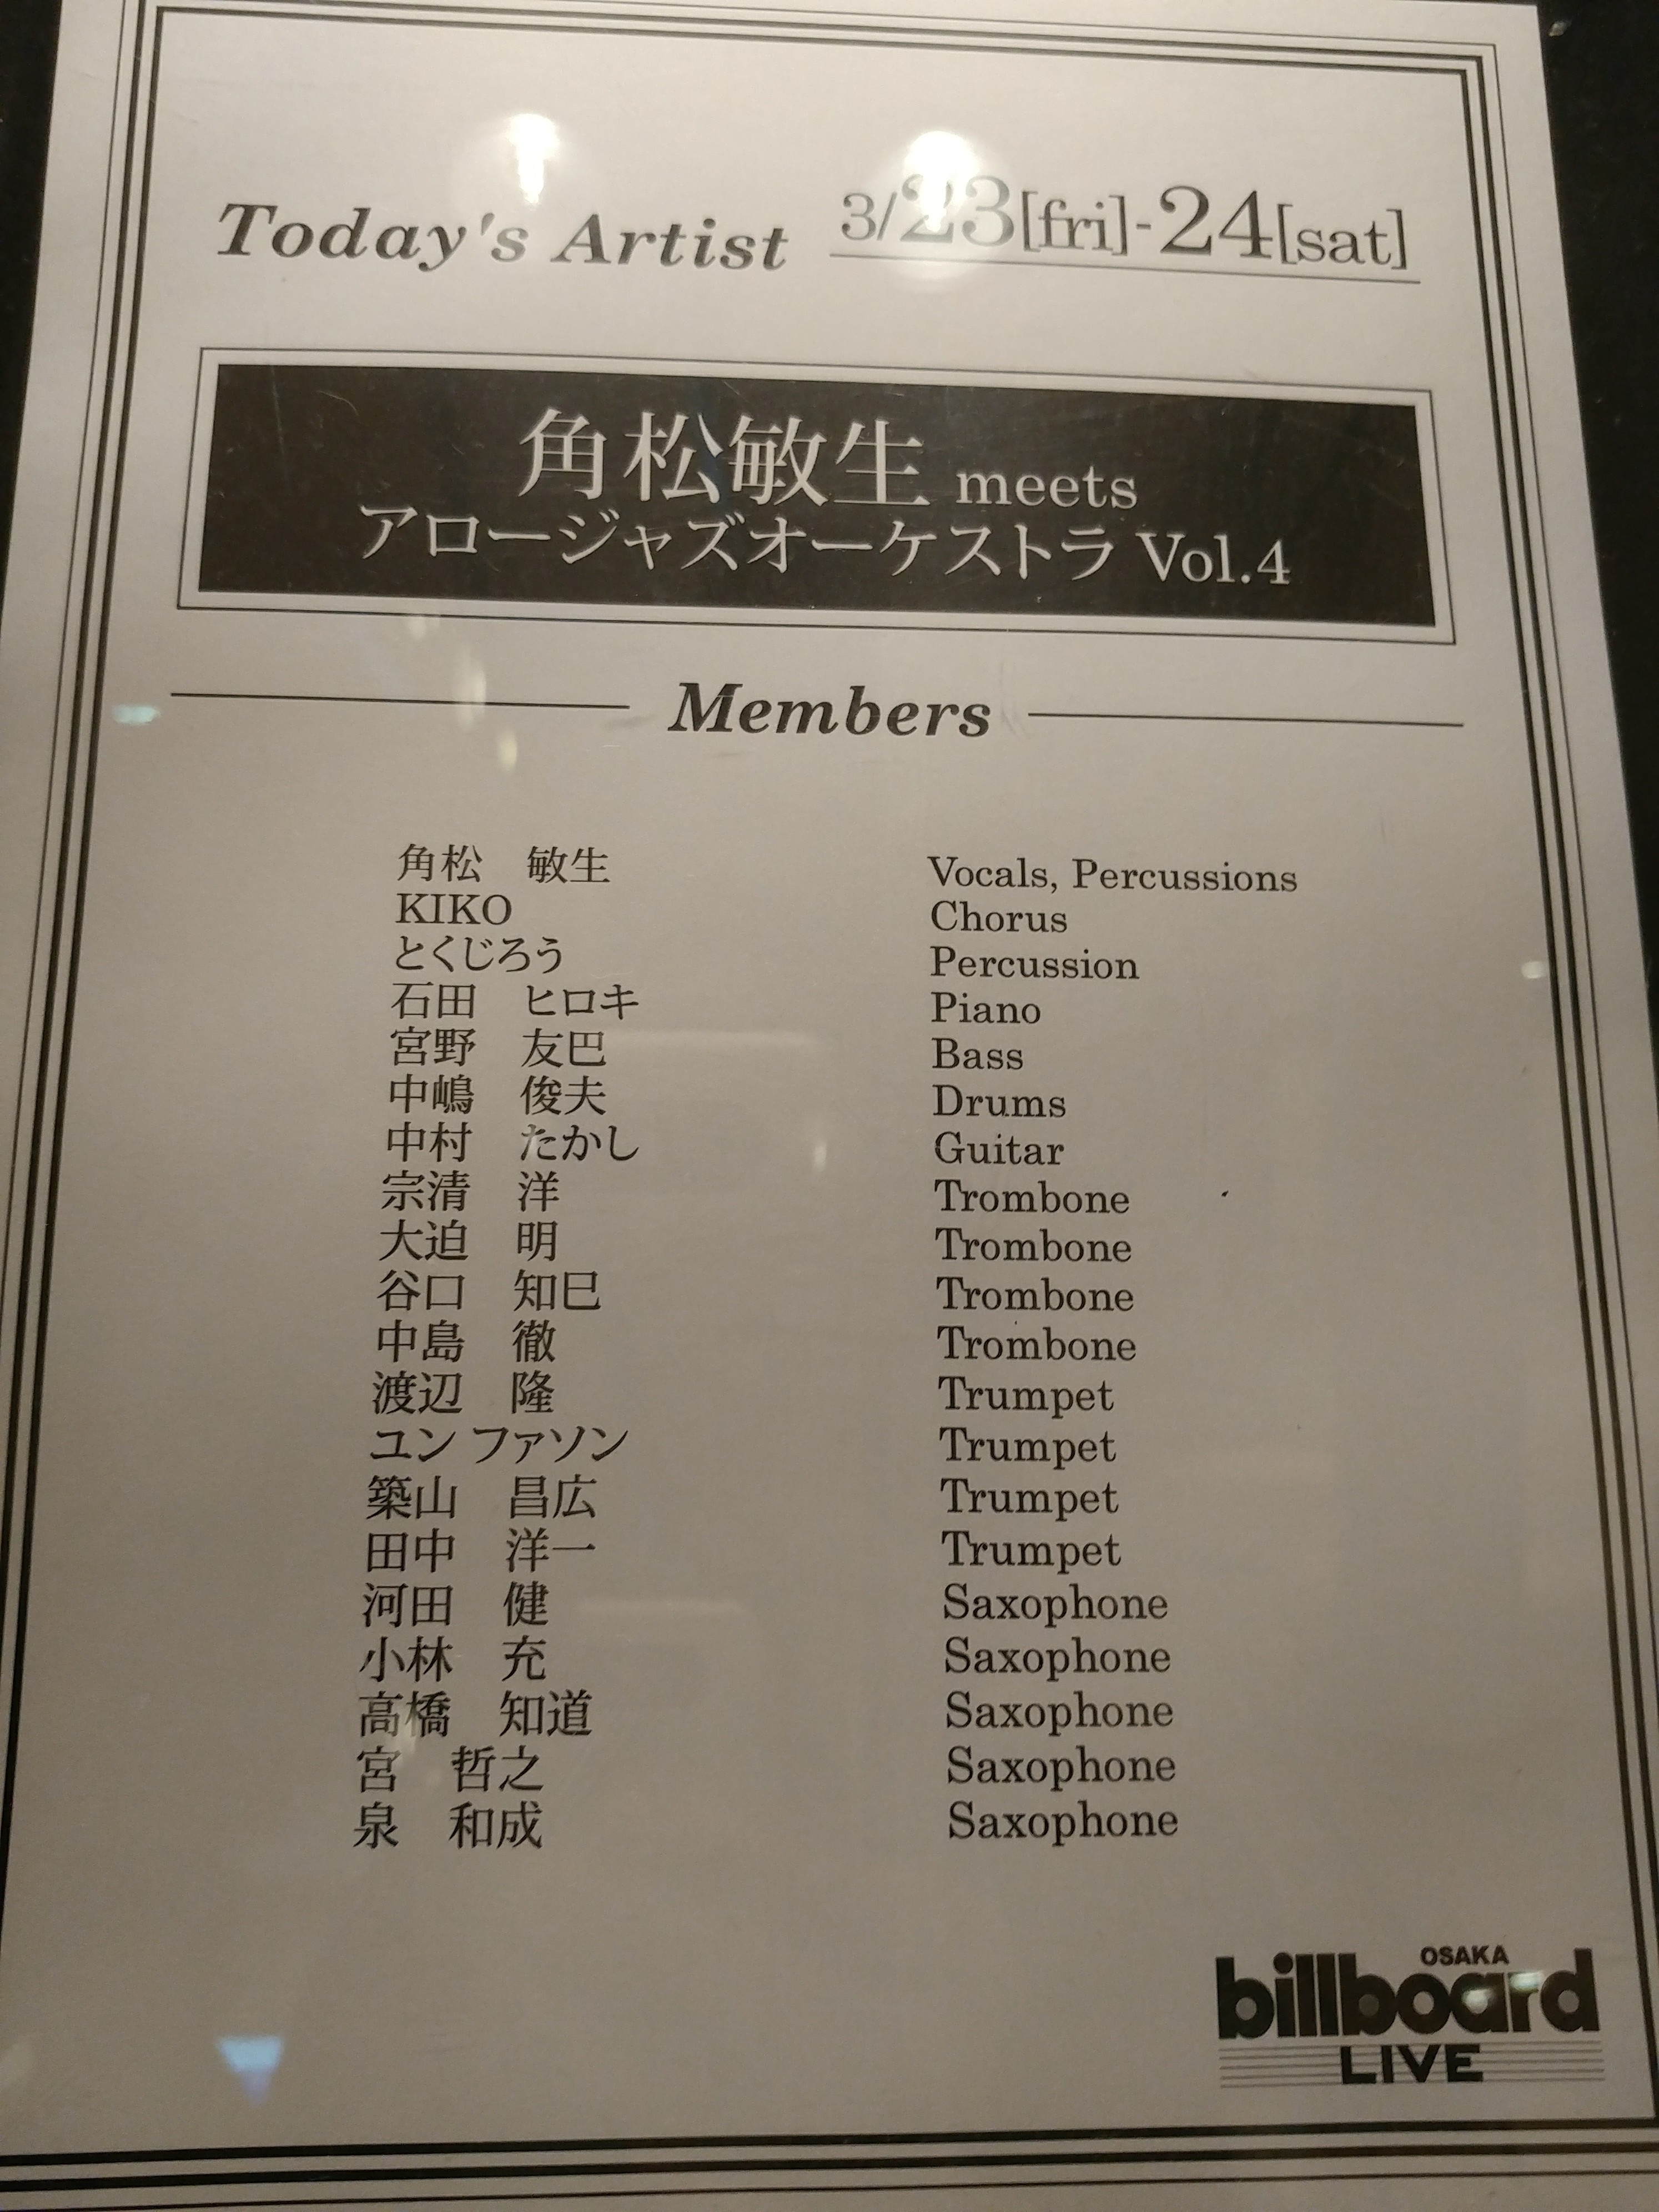 Today's Artist 3/23[fri]-24[sat]
角松敏生 meets
アロージャズオーケストラ Vol.4
Members
角松 敏生 Vocals, Percussions
KIKO Chorus
とくじろう Percussion
石田 ヒロキ Piano
宮野 友巴 Bass
中嶋 俊夫 Drums
中村 たかし Guitar
宗清 洋 Trombone
大迫 明 Trombone
谷口 知巳 Trombone
中島 徹 Trombone
渡辺 隆 Trumpet
ユン ファソン Trumpet
築山 昌広 Trumpet
田中 洋一 Trumpet
河田 健 Saxophone
小林 充 Saxophone
高橋 知道 Saxophone
宮 哲之 Saxophone
泉 和成 Saxophone
OSAKA
billboard
LIVE